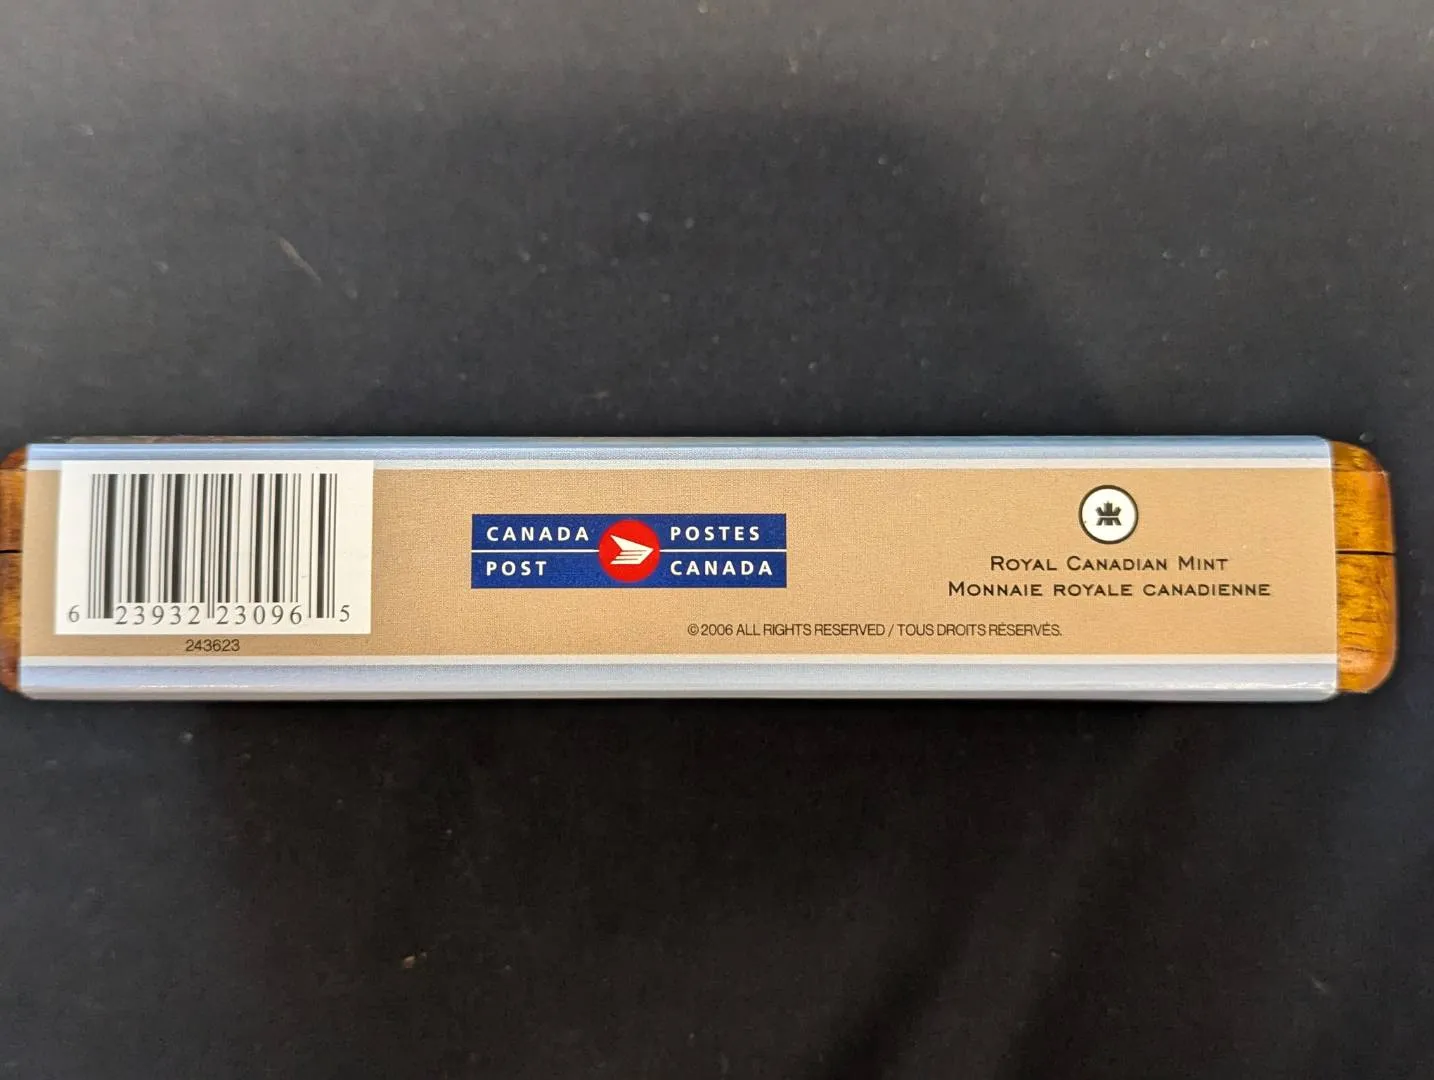 6 23932 23096 5
243623
CANADA POSTES
POST CANADA
ROYAL CANADIAN MINT
MONNAIE ROYALE CANADIENNE
© 2006 ALL RIGHTS RESERVED / TOUS DROITS RÉSERVÉS.